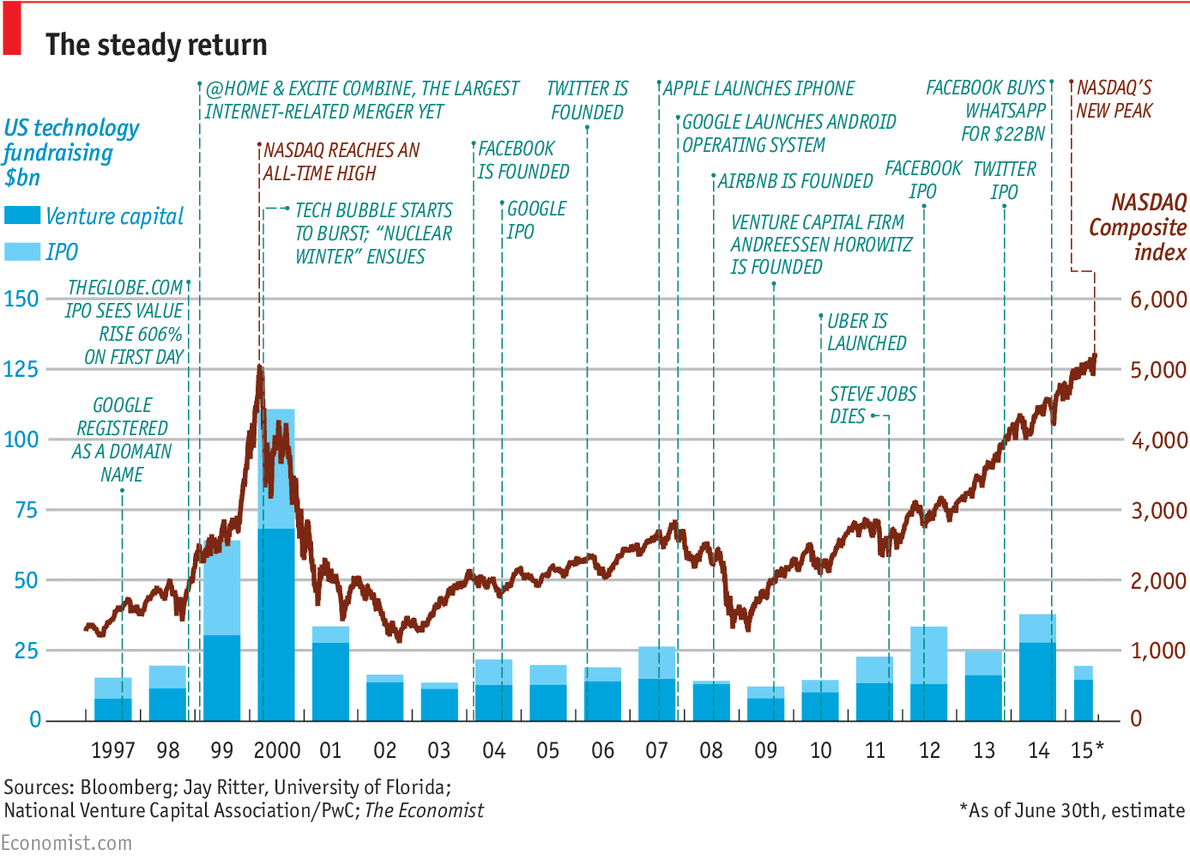 The steady return
@HOME & EXCITE COMBINE, THE LARGEST
INTERNET-RELATED MERGER YET
TWITTER IS
FOUNDED
APPLE LAUNCHES IPHONE
FACEBOOK BUYS
WHATSAPP
FOR $22BN
NASDAQ'S
NEW PEAK
US technology
fundraising
$bn
Venture capital
IPO
NASDAQ REACHES AN
ALL-TIME HIGH
FACEBOOK
IS FOUNDED
GOOGLE LAUNCHES ANDROID
OPERATING SYSTEM
TECH BUBBLE STARTS
TO BURST; “NUCLEAR
WINTER” ENSUES
GOOGLE
IPO
AIRBNB IS FOUNDED
FACEBOOK
IPO
TWITTER
IPO
VENTURE CAPITAL FIRM
ANDREESSEN HOROWITZ
IS FOUNDED
NASDAQ
Composite
index
THEGLOBE.COM
IPO SEES VALUE
RISE 606%
ON FIRST DAY
UBER IS
LAUNCHED
STEVE JOBS
DIES
GOOGLE
REGISTERED
AS A DOMAIN
NAME
150
125
100
75
50
25
0
6,000
5,000
4,000
3,000
2,000
1,000
0
1997 98 99 2000 01 02 03 04 05 06 07 08 09 10 11 12 13 14 15*
Sources: Bloomberg; Jay Ritter, University of Florida;
National Venture Capital Association/PwC; The Economist
*As of June 30th, estimate
Economist.com